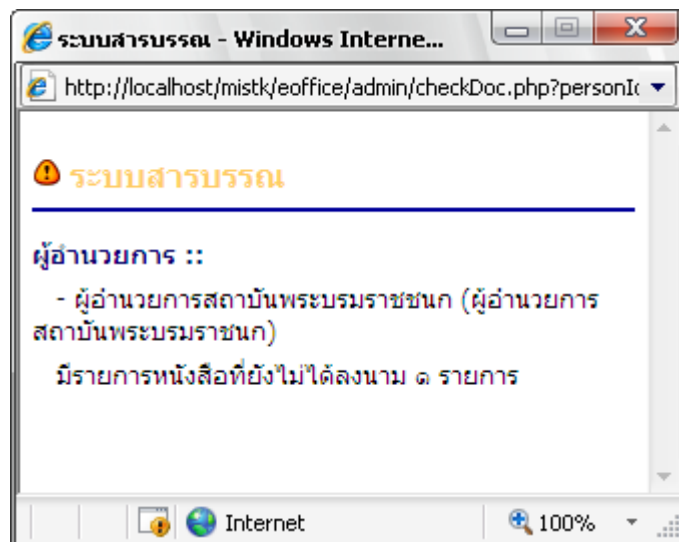 ระบบสารบรรณ - Windows Interne...
http://localhost/mistk/eoffice/admin/checkDoc.php?personId
ระบบสารบรรณ
ผู้อำนวยการ ::
- ผู้อำนวยการสถาบันพระบรมราชชนก (ผู้อำนวยการ
สถาบันพระบรมราชนก)
มีรายการหนังสือที่ยังไม่ได้ลงนาม ๑ รายการ
Internet
100%